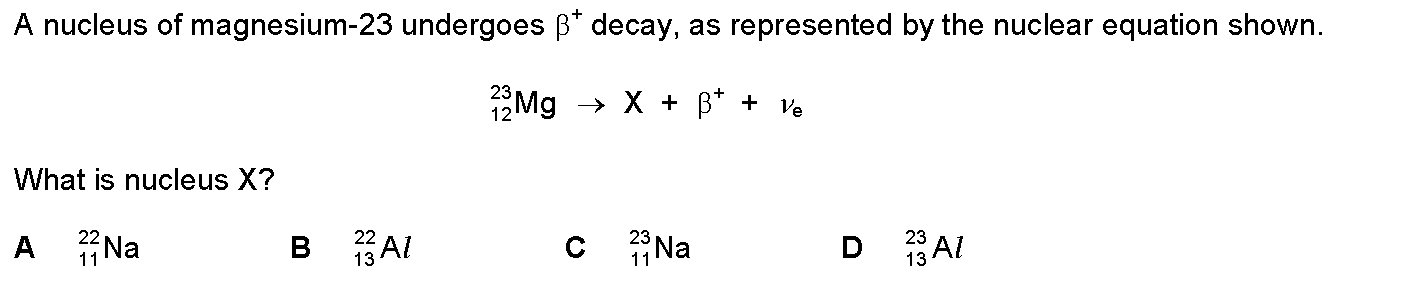 A nucleus of magnesium-23 undergoes β⁺ decay, as represented by the nuclear equation shown.
²³₁₂Mg → X + β⁺ + νₑ
What is nucleus X?
A ²²₁₁Na B ²²₁₃Al C ²³₁₁Na D ²³₁₃Al